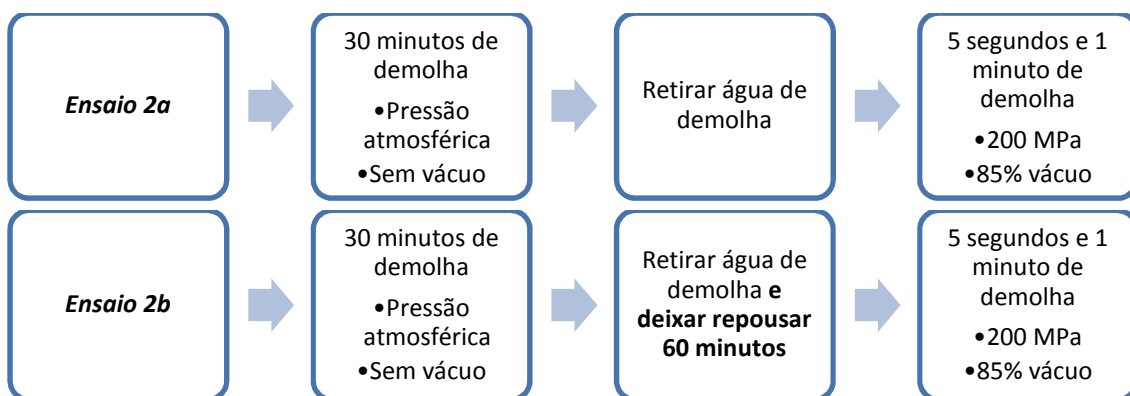 Ensaio 2a
30 minutos de
demolha
•Pressão
atmosférica
•Sem vácuo
Retirar água de
demolha
5 segundos e 1
minuto de
demolha
•200 MPa
•85% vácuo
Ensaio 2b
30 minutos de
demolha
•Pressão
atmosférica
•Sem vácuo
Retirar água de
demolha e
deixar repousar
60 minutos
5 segundos e 1
minuto de
demolha
•200 MPa
•85% vácuo